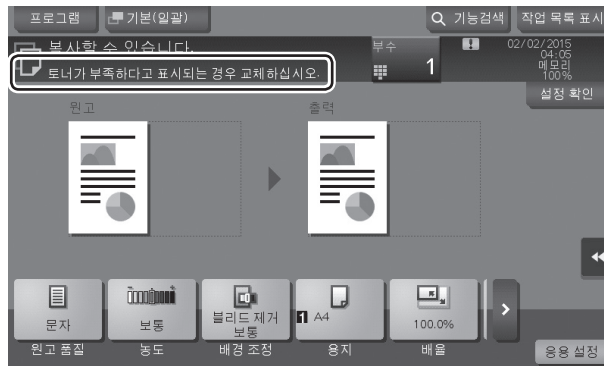 프로그램
기본(일괄)
기능검색
작업 목록 표시
복사할 수 있습니다.
토너가 부족하다고 표시되는 경우 교체하십시오.
부수
1
02/02/2015
04:05
메모리
100%
설정 확인
원고
출력
문자
보통
블리드 제거
보통
1 A4
100.0%
원고 품질
농도
배경 조정
용지
배율
응용 설정